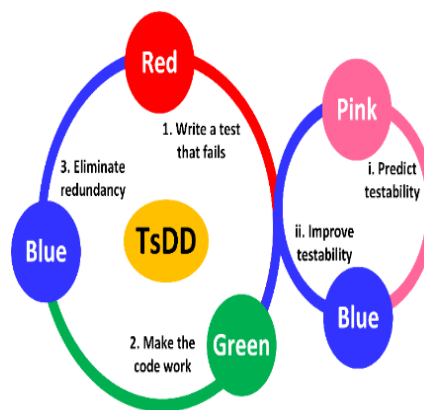 Red
1. Write a test
that fails
3. Eliminate
redundancy
Blue
TsDD
2. Make the
code work
Green
Pink
i. Predict
testability
ii. Improve
testability
Blue